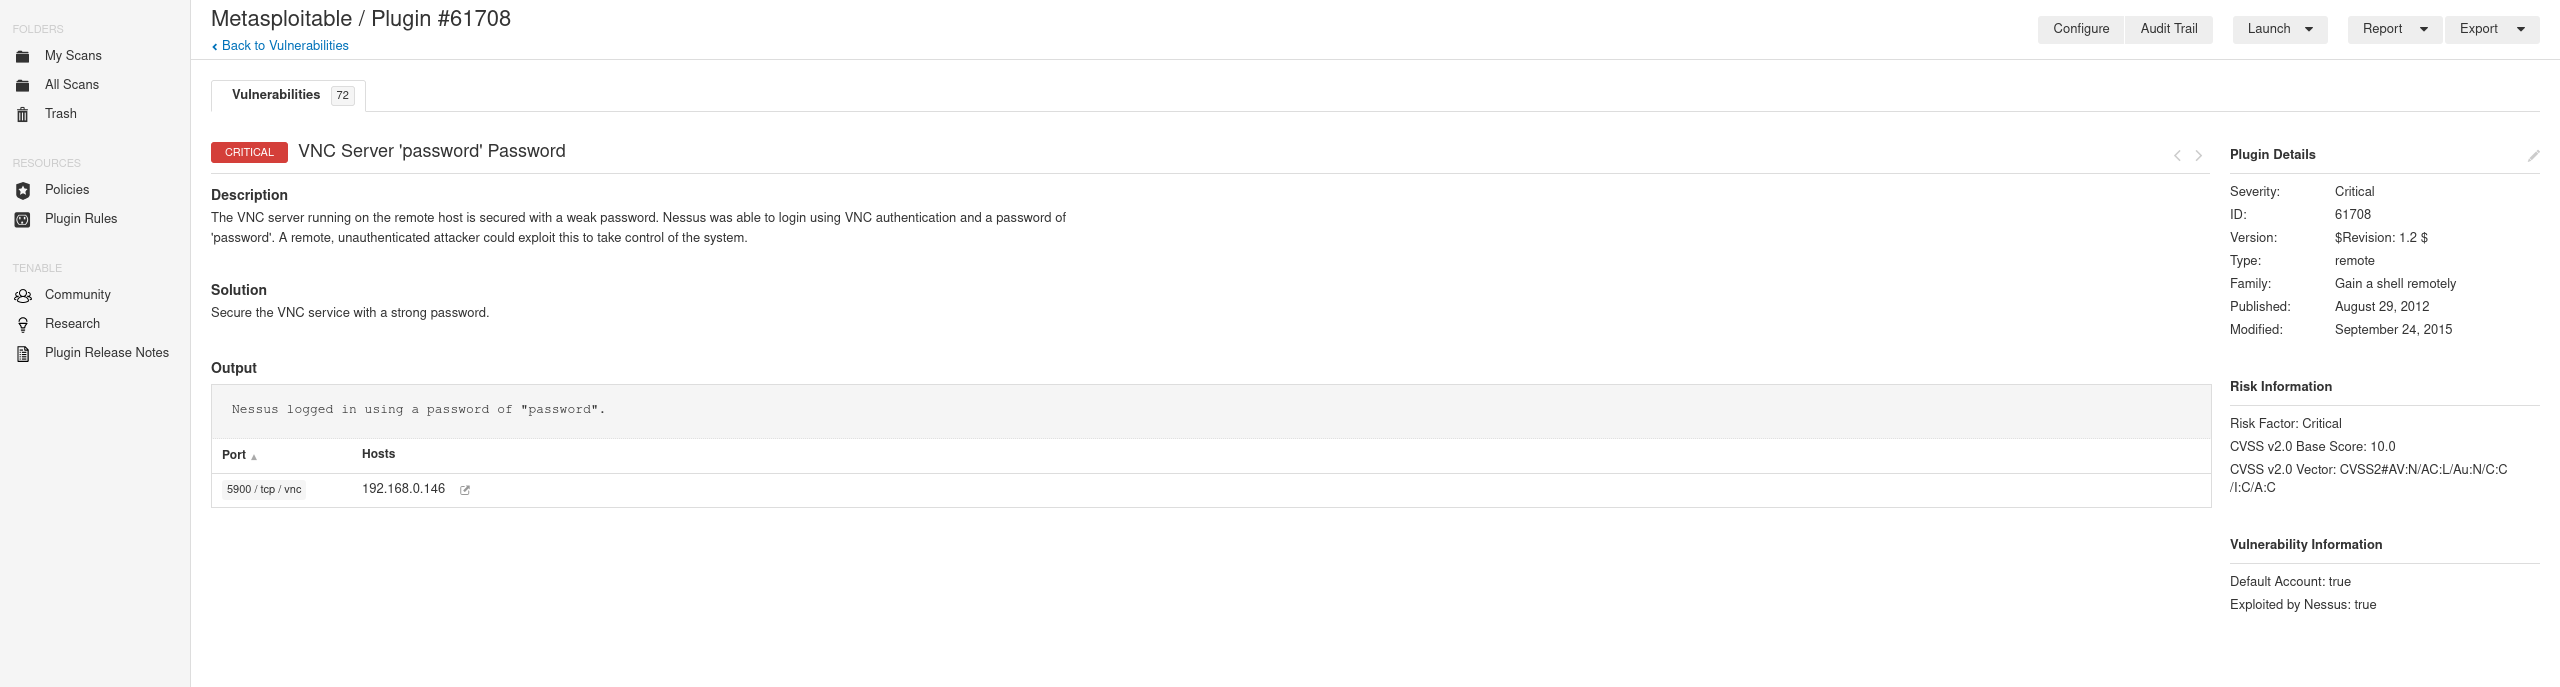 FOLDERS
My Scans
All Scans
Trash
RESOURCES
Policies
Plugin Rules
TENABLE
Community
Research
Plugin Release Notes
Metasploitable / Plugin #61708
Back to Vulnerabilities
Configure
Audit Trail
Launch
Report
Export
Vulnerabilities 72
CRITICAL VNC Server 'password' Password
Description
The VNC server running on the remote host is secured with a weak password. Nessus was able to login using VNC authentication and a password of
'password'. A remote, unauthenticated attacker could exploit this to take control of the system.
Solution
Secure the VNC service with a strong password.
Output
Nessus logged in using a password of "password".
Port ▲ Hosts
5900 / tcp / vnc 192.168.0.146
Plugin Details
Severity: Critical
ID: 61708
Version: $Revision: 1.2 $
Type: remote
Family: Gain a shell remotely
Published: August 29, 2012
Modified: September 24, 2015
Risk Information
Risk Factor: Critical
CVSS v2.0 Base Score: 10.0
CVSS v2.0 Vector: CVSS2#AV:N/AC:L/Au:N/C:C
/I:C/A:C
Vulnerability Information
Default Account: true
Exploited by Nessus: true